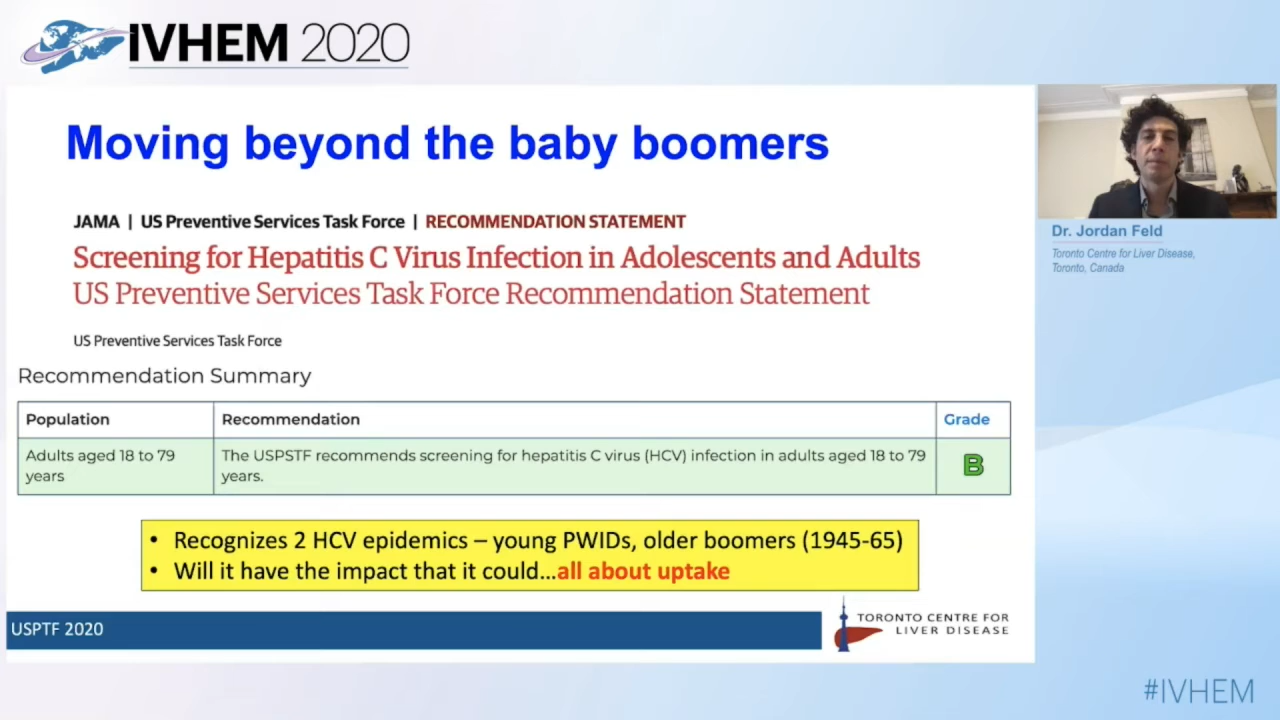 IVHEM 2020
Moving beyond the baby boomers
JAMA | US Preventive Services Task Force | RECOMMENDATION STATEMENT
Screening for Hepatitis C Virus Infection in Adolescents and Adults
US Preventive Services Task Force Recommendation Statement
US Preventive Services Task Force
Recommendation Summary
Population Recommendation Grade
Adults aged 18 to 79
years
The USPSTF recommends screening for hepatitis C virus (HCV) infection in adults aged 18 to 79
years.
B
• Recognizes 2 HCV epidemics – young PWIDs, older boomers (1945-65)
• Will it have the impact that it could…all about uptake
USPTF 2020
TORONTO CENTRE FOR
LIVER DISEASE
Dr. Jordan Feld
Toronto Centre for Liver Disease,
Toronto, Canada
#IVHEM